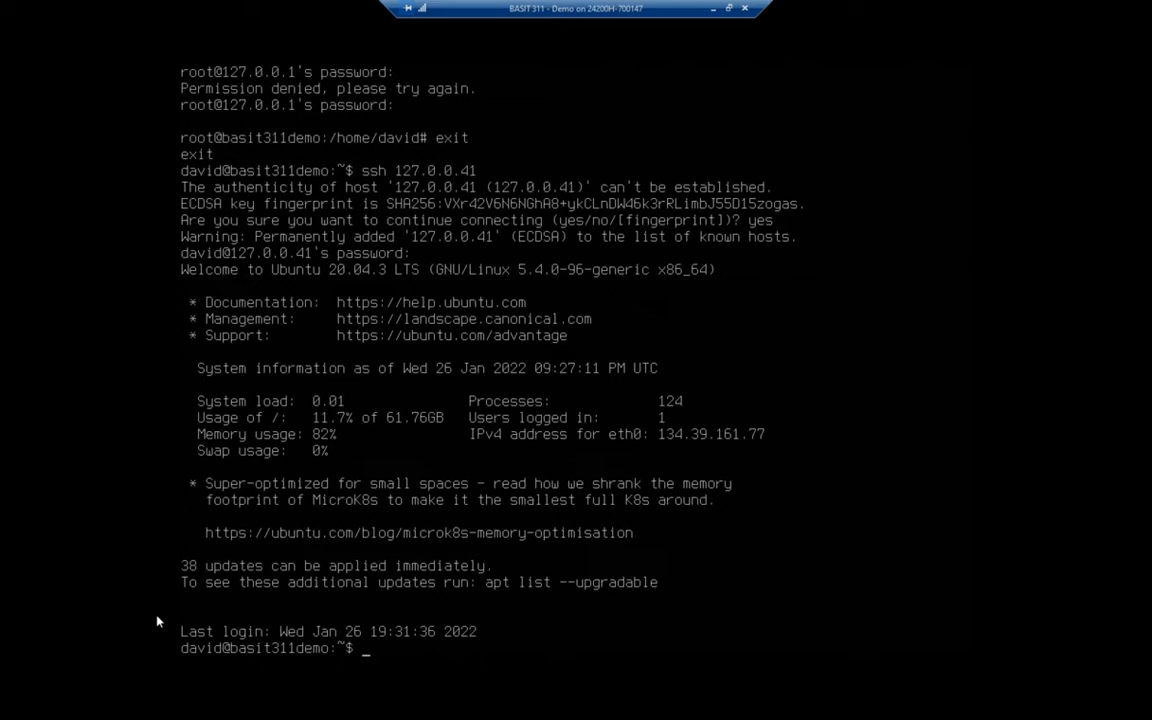 BASIT 311 - Demo on 24200H-700147
root@127.0.0.1's password:
Permission denied, please try again.
root@127.0.0.1's password:
root@basit311demo:/home/david# exit
exit
david@basit311demo:~$ ssh 127.0.0.41
The authenticity of host '127.0.0.41 (127.0.0.41)' can't be established.
ECDSA key fingerprint is SHA256:VXr42V6N6NGhA8+ykCLnDW46k3rRLimbJ55D15zogas.
Are you sure you want to continue connecting (yes/no/[fingerprint])? yes
Warning: Permanently added '127.0.0.41' (ECDSA) to the list of known hosts.
david@127.0.0.41's password:
Welcome to Ubuntu 20.04.3 LTS (GNU/Linux 5.4.0-96-generic x86_64)
* Documentation:  https://help.ubuntu.com
* Management:     https://landscape.canonical.com
* Support:        https://ubuntu.com/advantage
System information as of Wed 26 Jan 2022 09:27:11 PM UTC
System load:  0.01               Processes:              124
Usage of /:   11.7% of 61.76GB   Users logged in:        1
Memory usage: 82%                IPv4 address for eth0: 134.39.161.77
Swap usage:   0%
* Super-optimized for small spaces - read how we shrank the memory
footprint of MicroK8s to make it the smallest full K8s around.
https://ubuntu.com/blog/microk8s-memory-optimisation
38 updates can be applied immediately.
To see these additional updates run: apt list --upgradable
Last login: Wed Jan 26 19:31:36 2022
david@basit311demo:~$ _